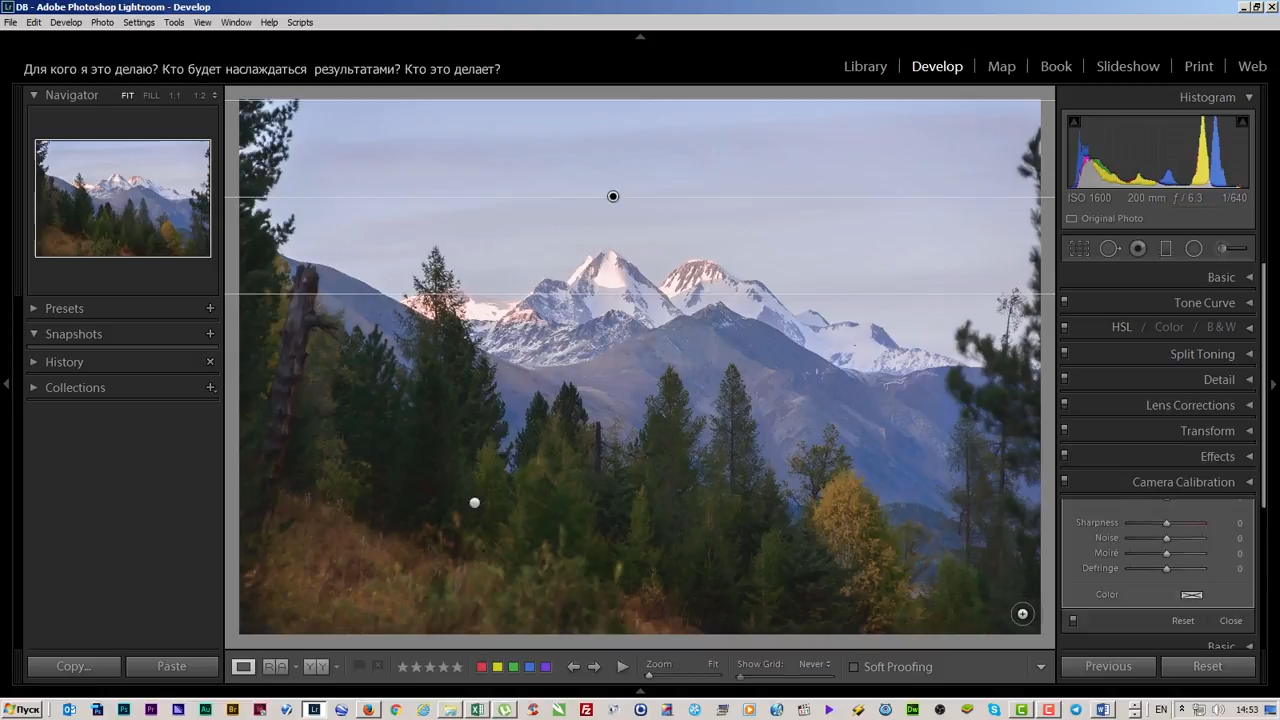 DB - Adobe Photoshop Lightroom - Develop
File Edit Develop Photo Settings Tools View Window Help Scripts
Для кого я это делаю? Кто будет наслаждаться результатами? Кто это делает?
Library Develop Map Book Slideshow Print Web
Navigator FIT FILL 1:1 1:2
Histogram
ISO 1600 200 mm ƒ / 6.3 1/640
Original Photo
Basic
Tone Curve
HSL / Color / B & W
Split Toning
Detail
Lens Corrections
Transform
Effects
Camera Calibration
Presets
Snapshots
History
Collections
Sharpness 0
Noise 0
Moiré 0
Defringe 0
Color
Reset Close
Basic
Copy... Paste
Zoom Fit Show Grid: Never Soft Proofing
Previous Reset
Пуск
EN 14:53